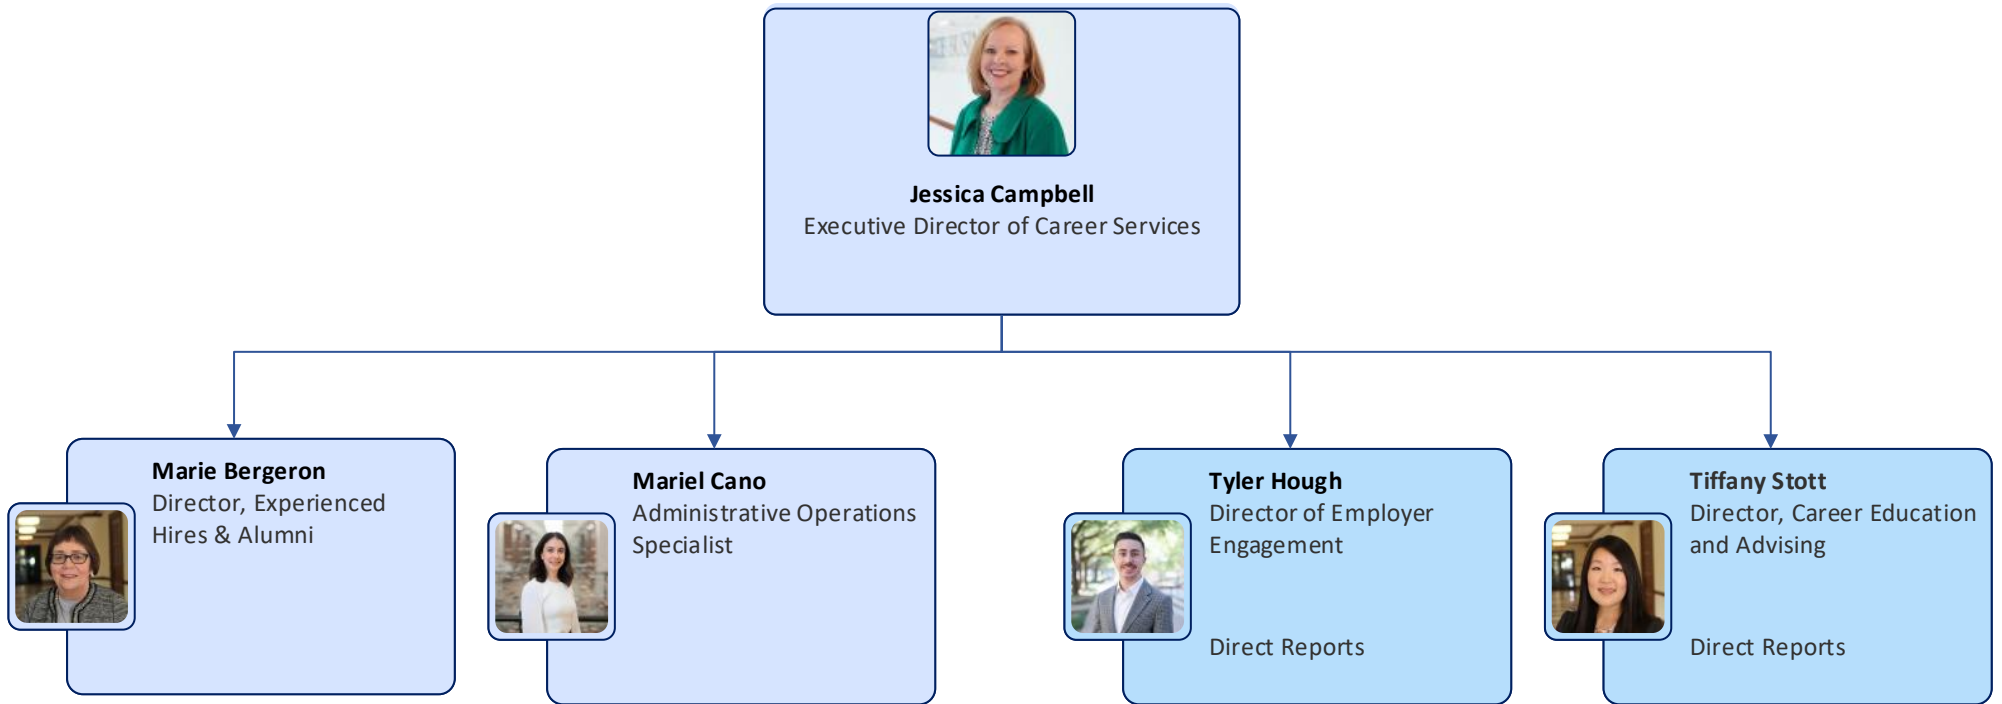 Jessica Campbell
Executive Director of Career Services
Marie Bergeron
Director, Experienced
Hires & Alumni
Mariel Cano
Administrative Operations
Specialist
Tyler Hough
Director of Employer
Engagement
Direct Reports
Tiffany Stott
Director, Career Education
and Advising
Direct Reports